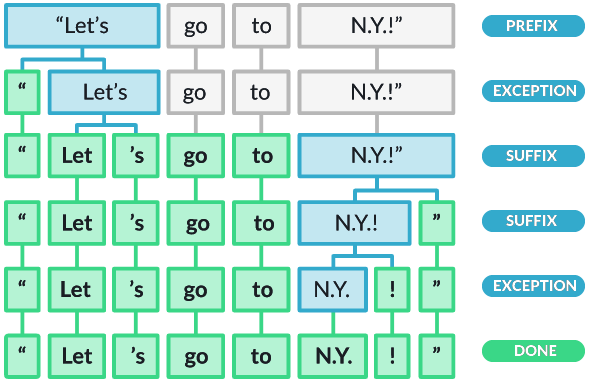 “Let’s go to N.Y.!” PREFIX
“ Let’s go to N.Y.!” EXCEPTION
“ Let ’s go to N.Y.!” SUFFIX
“ Let ’s go to N.Y.! ” SUFFIX
“ Let ’s go to N.Y. ! ” EXCEPTION
“ Let ’s go to N.Y. ! ” DONE